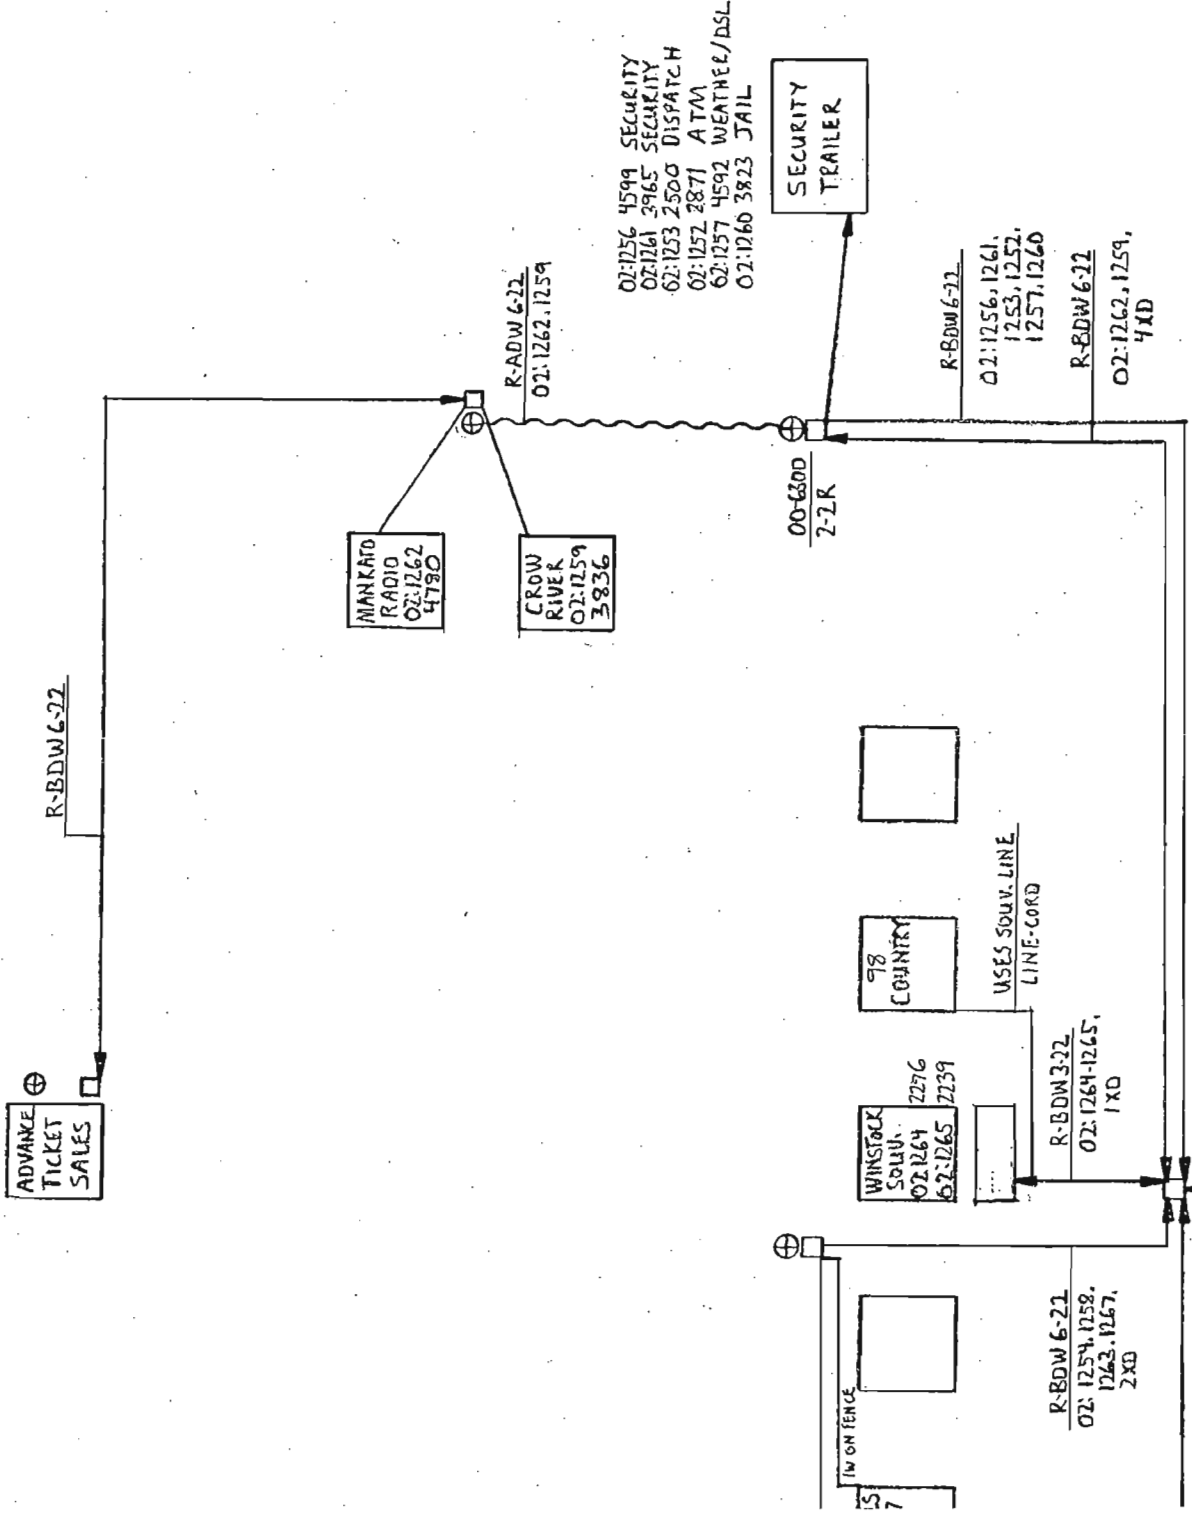 ADVANCE
TICKET
SALES
R-BDW 6-22
MANKATO
RADIO
02:1262
4780
CROW
RIVER
02:1259
3836
R-ADW 6-22
02:1262,1259
02:1256 4599 SECURITY
02:1261 3965 SECURITY
02:1253 2500 DISPATCH
02:1252 2871 ATM
02:1257 4592 WEATHER/DSL
02:1260 3823 JAIL
SECURITY
TRAILER
00-6300
2-2R
R-BDW 6-22
02:1256,1261,
1253,1252,
1257,1260
R-BDW 6-22
02:1262,1259,
4XD
98
COUNTRY
USES SOUV. LINE
LINE-CORD
WINSTOCK
SOUV.
02:1264 2276
02:1265 2239
R-BDW 3-22
02:1264-1265,
1XD
IW ON FENCE
R-BDW 6-22
02:1254,1258,
1263,1267,
2XD
IS
7